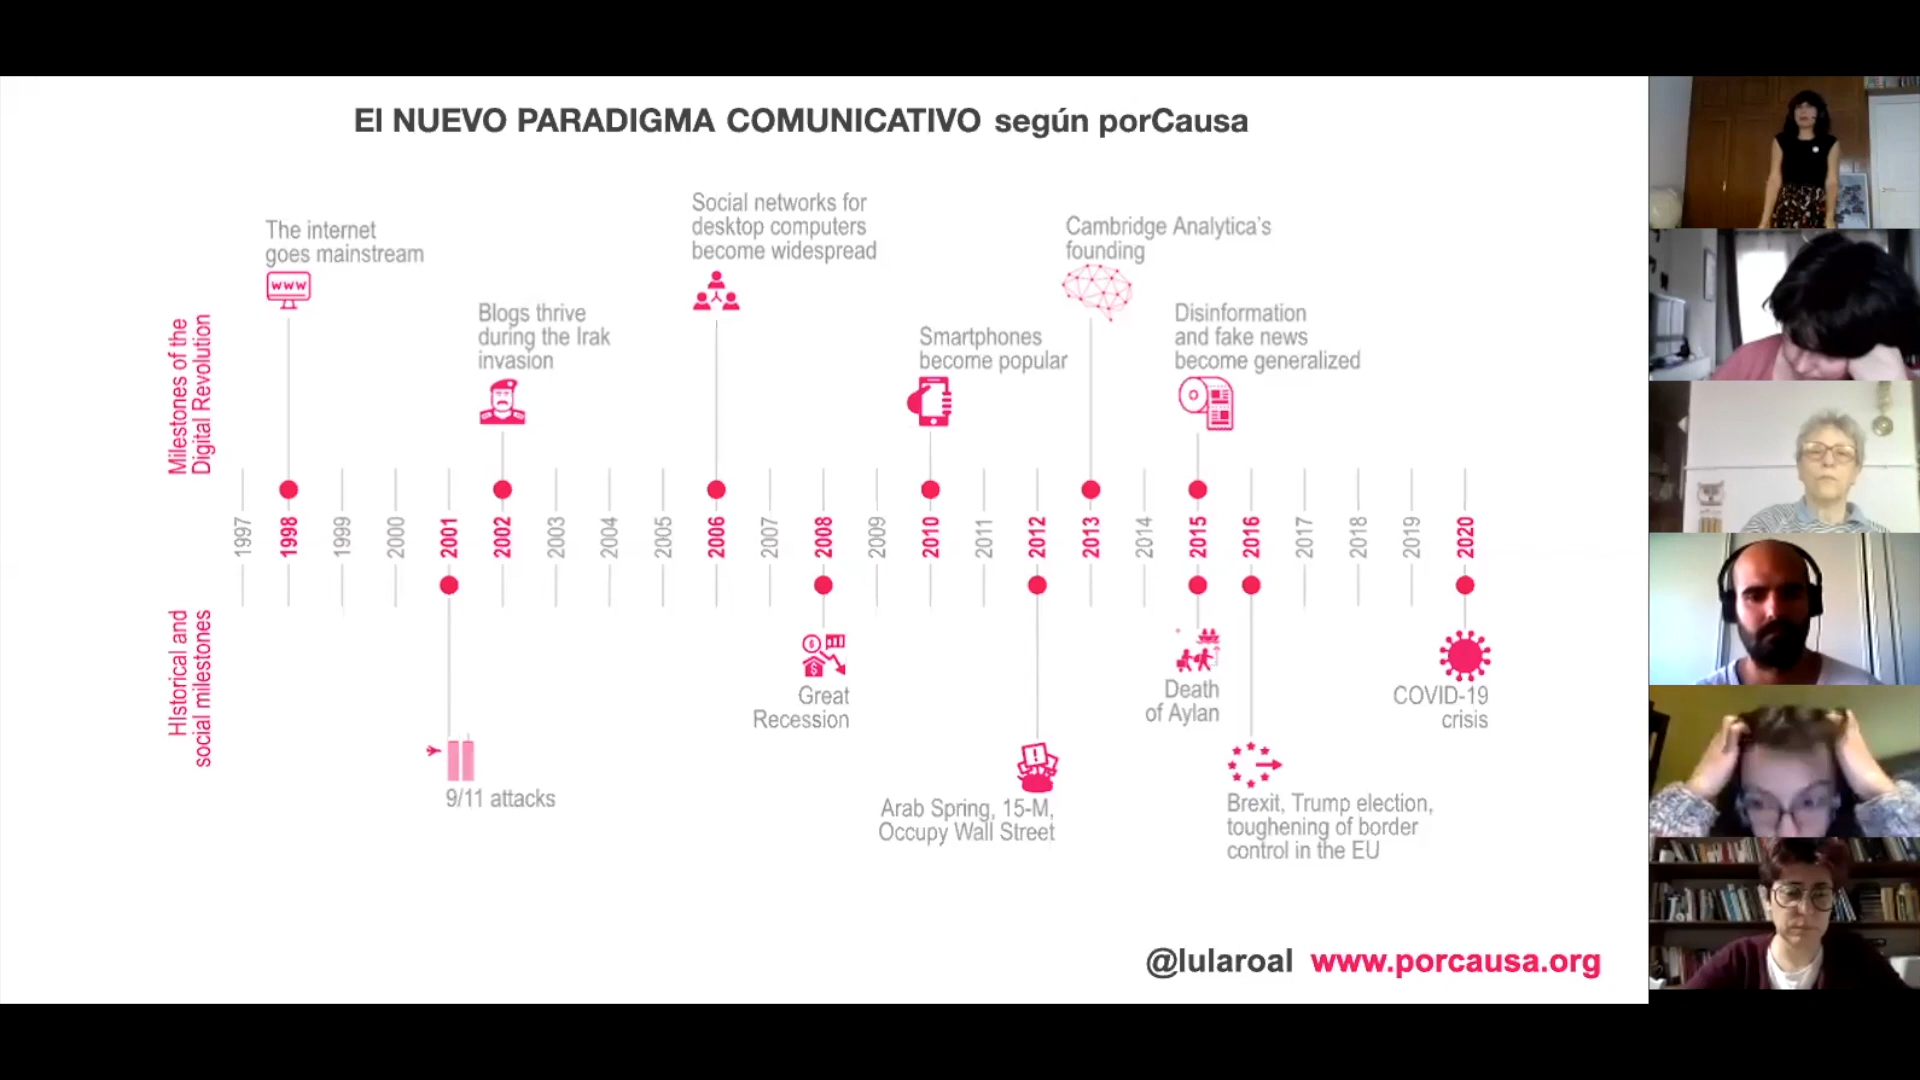 El NUEVO PARADIGMA COMUNICATIVO según porCausa
Milestones of the
Digital Revolution
The internet
goes mainstream
www
Blogs thrive
during the Irak
invasion
Social networks for
desktop computers
become widespread
Smartphones
become popular
Cambridge Analytica's
founding
Disinformation
and fake news
become generalized
1997
1998
1999
2000
2001
2002
2003
2004
2005
2006
2007
2008
2009
2010
2011
2012
2013
2014
2015
2016
2017
2018
2019
2020
HIstorical and
social milestones
9/11 attacks
Great
Recession
Arab Spring, 15-M,
Occupy Wall Street
Death
of Aylan
Brexit, Trump election,
toughening of border
control in the EU
COVID-19
crisis
@lularoal www.porcausa.org